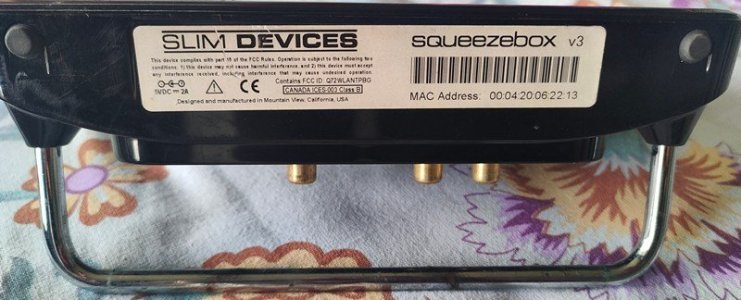 SLIM DEVICES
This device complies with part 15 of the FCC Rules. Operation is subject to the following two
conditions: 1) this device may not cause harmful interference, and 2) this device must accept
any interference received, including interference that may cause undesired operation.
5VDC 2A
CE
Contains FCC ID: Q72WLANTPBG
CANADA ICES-003 Class B
Designed and manufactured in Mountain View, California, USA
squeezebox v3
MAC Address: 00:04:20:06:22:13